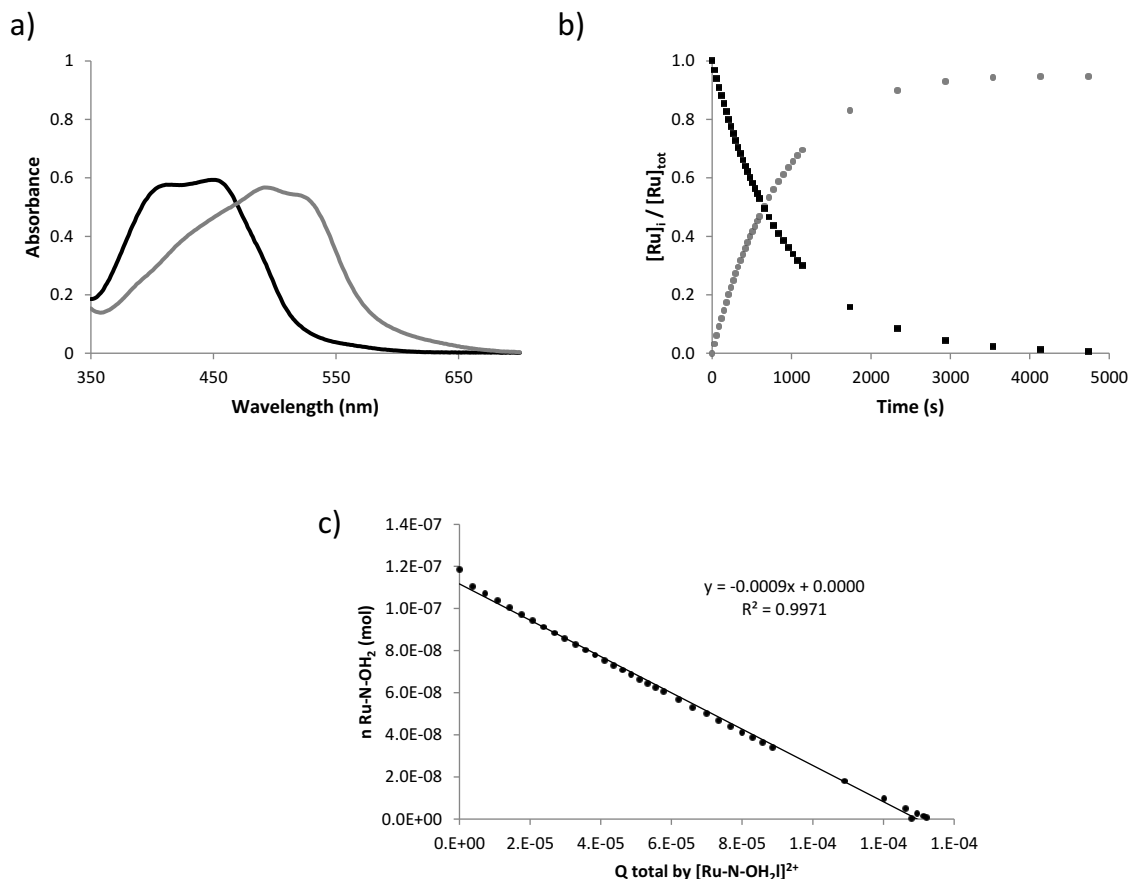 a)
1
0.8
0.6
0.4
0.2
0
Absorbance
350 450 550 650
Wavelength (nm)
b)
1.0
0.8
0.6
0.4
0.2
0.0
[Ru]i / [Ru]tot
0 1000 2000 3000 4000 5000
Time (s)
c)
1.4E-07
1.2E-07
1.0E-07
8.0E-08
6.0E-08
4.0E-08
2.0E-08
0.0E+00
n Ru-N-OH2 (mol)
y = -0.0009x + 0.0000
R² = 0.9971
0.E+00 2.E-05 4.E-05 6.E-05 8.E-05 1.E-04 1.E-04 1.E-04
Q total by [Ru-N-OH2]]2+